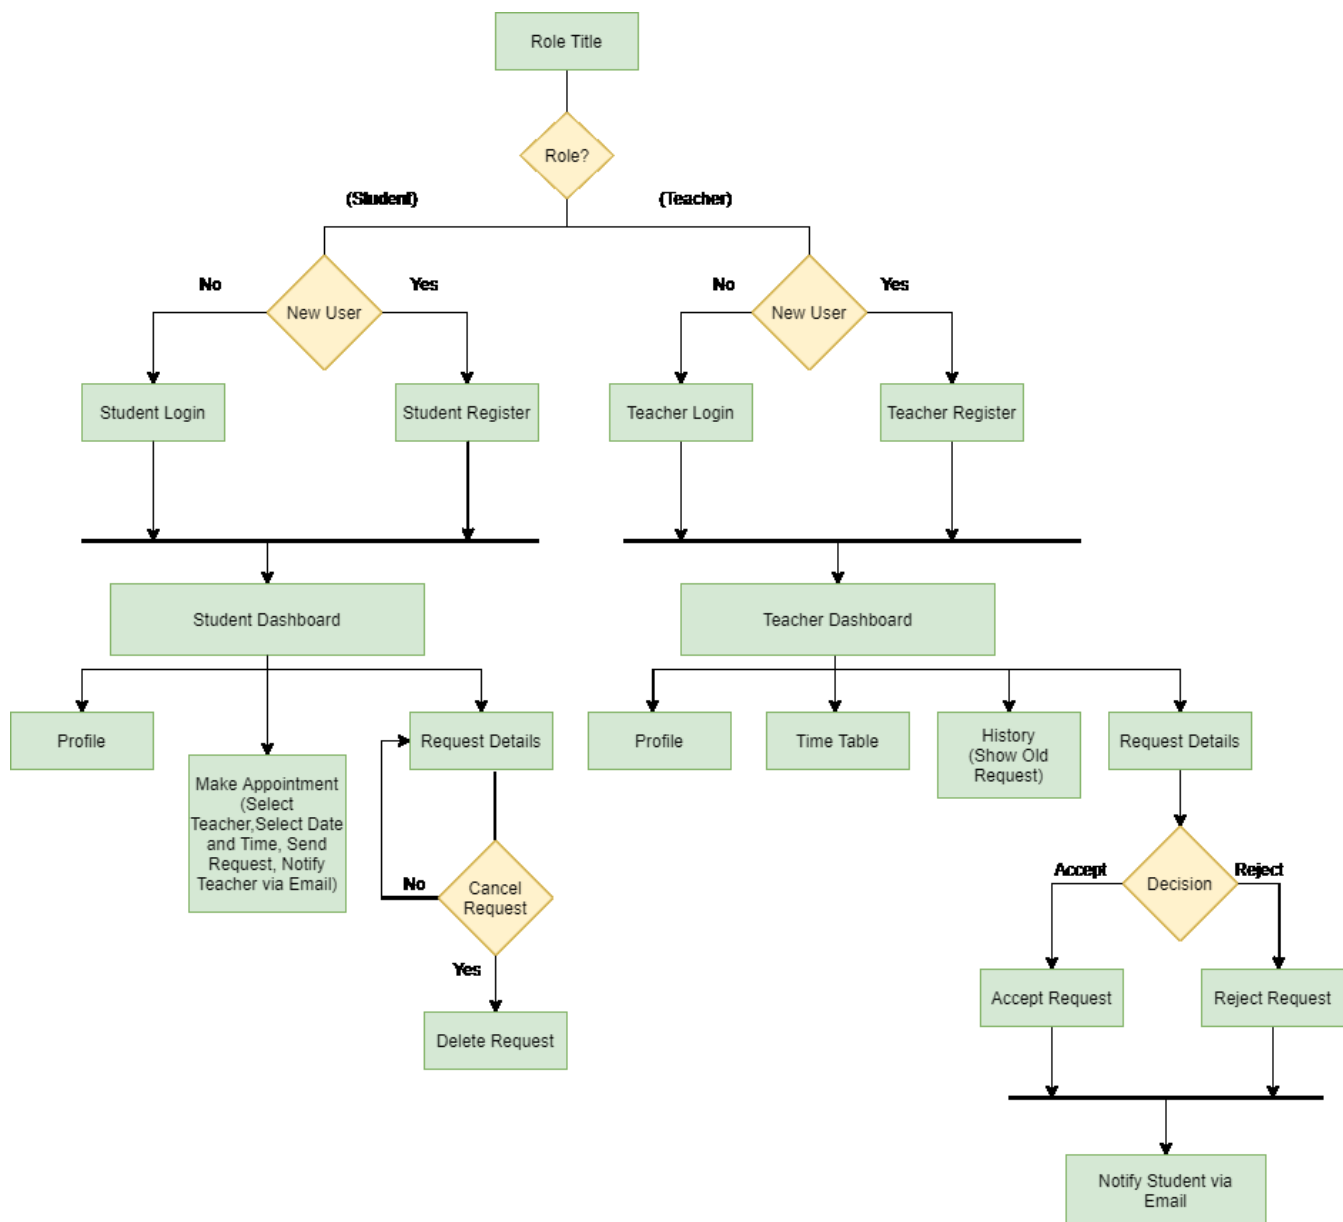 Role Title
Role?
(Student)
(Teacher)
No
New User
Yes
No
New User
Yes
Student Login
Student Register
Teacher Login
Teacher Register
Student Dashboard
Teacher Dashboard
Profile
Request Details
Profile
Time Table
History
(Show Old
Request)
Request Details
Make Appointment
(Select
Teacher,Select Date
and Time, Send
Request, Notify
Teacher via Email)
No
Cancel
Request
Yes
Delete Request
Accept
Decision
Reject
Accept Request
Reject Request
Notify Student via
Email